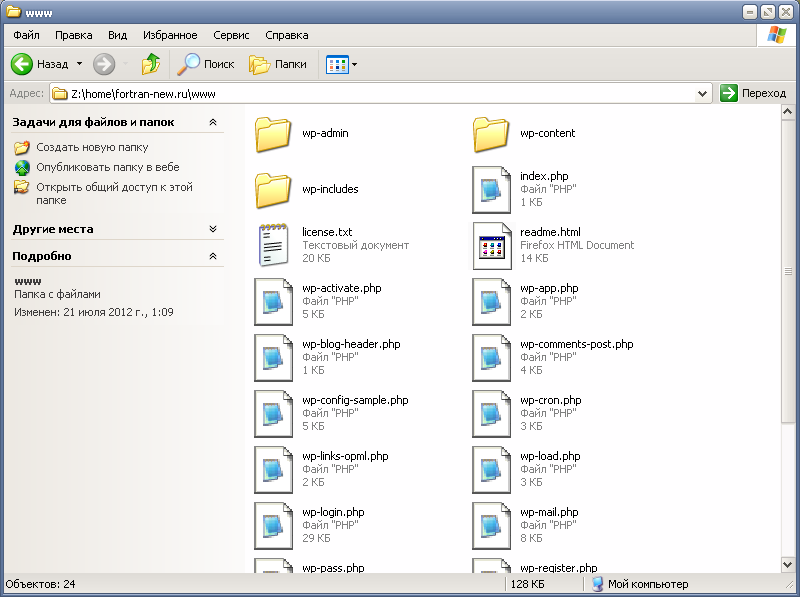 www
Файл Правка Вид Избранное Сервис Справка
Назад Поиск Папки
Адрес: Z:\home\fortran-new.ru\www Переход
Задачи для файлов и папок
Создать новую папку
Опубликовать папку в вебе
Открыть общий доступ к этой
папке
Другие места
Подробно
www
Папка с файлами
Изменен: 21 июля 2012 г., 1:09
wp-admin
wp-content
wp-includes
index.php
Файл "PHP"
1 КБ
license.txt
Текстовый документ
20 КБ
readme.html
Firefox HTML Document
14 КБ
wp-activate.php
Файл "PHP"
5 КБ
wp-app.php
Файл "PHP"
2 КБ
wp-blog-header.php
Файл "PHP"
1 КБ
wp-comments-post.php
Файл "PHP"
4 КБ
wp-config-sample.php
Файл "PHP"
5 КБ
wp-cron.php
Файл "PHP"
3 КБ
wp-links-opml.php
Файл "PHP"
2 КБ
wp-load.php
Файл "PHP"
3 КБ
wp-login.php
Файл "PHP"
29 КБ
wp-mail.php
Файл "PHP"
8 КБ
wp-pass.php
wp-register.php
Объектов: 24 128 КБ Мой компьютер